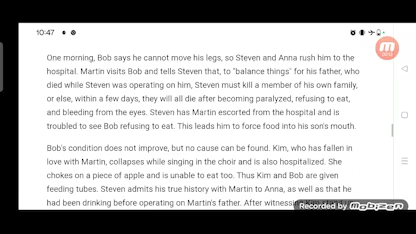 10:47
00:03
One morning, Bob says he cannot move his legs, so Steven and Anna rush him to the
hospital. Martin visits Bob and tells Steven that, to "balance things" for his father, who
died while Steven was operating on him, Steven must kill a member of his own family,
or else, within a few days, they will all die after becoming paralyzed, refusing to eat,
and bleeding from the eyes. Steven has Martin escorted from the hospital and is
troubled to see Bob refusing to eat. This leads him to force food into his son's mouth.
Bob's condition does not improve, but no cause can be found. Kim, who has fallen in
love with Martin, collapses while singing in the choir and is also hospitalized. She
chokes on a piece of apple and is unable to eat too. Thus Kim and Bob are given
feeding tubes. Steven admits his true history with Martin to Anna, as well as that he
had been drinking before operating on Martin's father. After witnessing Kim
Recorded by Mobizen